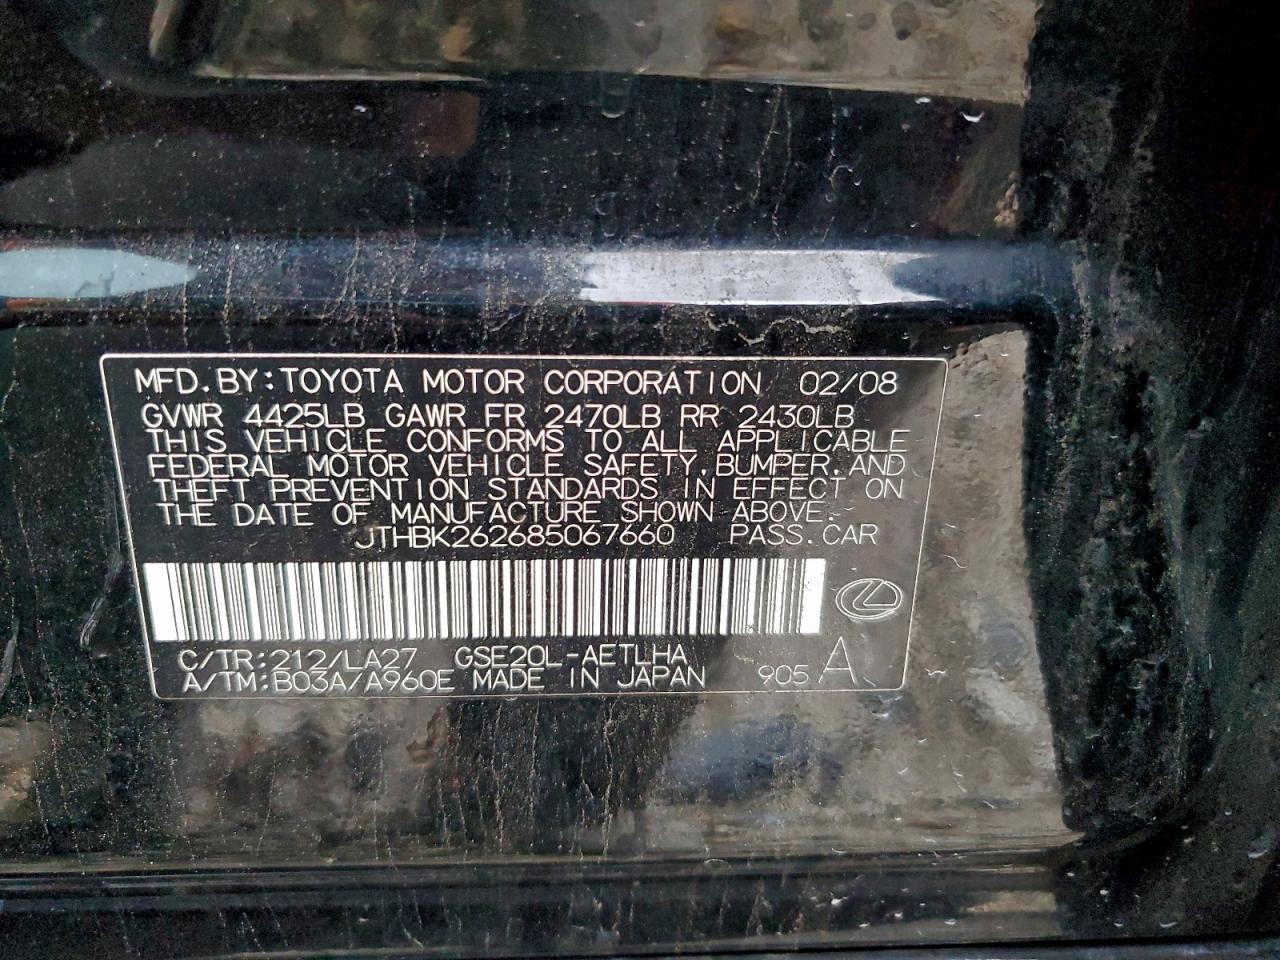 MFD.BY:TOYOTA MOTOR CORPORATION 02/08
GVWR 4425LB GAWR FR 2470LB RR 2430LB
THIS VEHICLE CONFORMS TO ALL APPLICABLE
FEDERAL MOTOR VEHICLE SAFETY,BUMPER,AND
THEFT PREVENTION STANDARDS IN EFFECT ON
THE DATE OF MANUFACTURE SHOWN ABOVE.
JTHBK262685067660 PASS.CAR
C/TR:212/LA27 GSE20L-AETLHA
A/TM:B03A/A960E MADE IN JAPAN 905 A